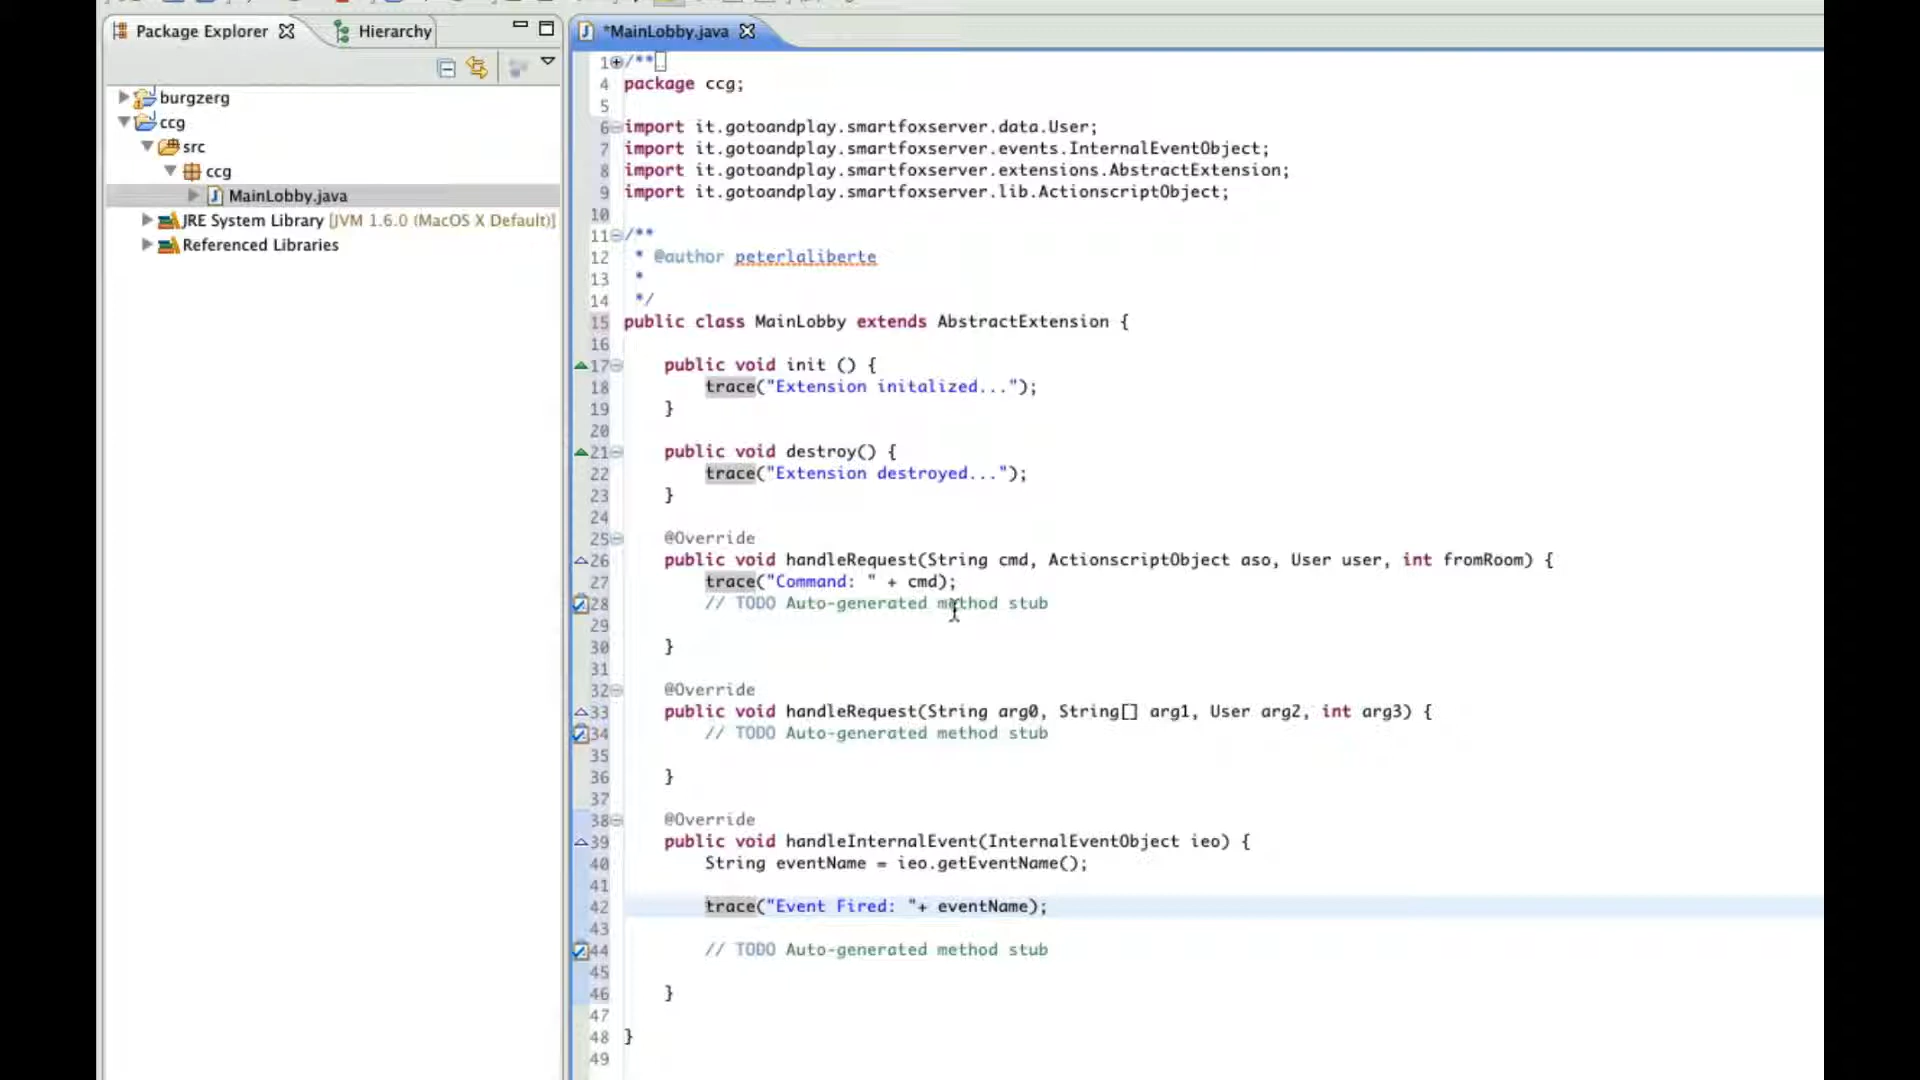 Package Explorer
Hierarchy
burgzerg
ccg
src
ccg
MainLobby.java
JRE System Library [JVM 1.6.0 (MacOS X Default)]
Referenced Libraries
*MainLobby.java
1 /**
4 package ccg;
5
6 import it.gotoandplay.smartfoxserver.data.User;
7 import it.gotoandplay.smartfoxserver.events.InternalEventObject;
8 import it.gotoandplay.smartfoxserver.extensions.AbstractExtension;
9 import it.gotoandplay.smartfoxserver.lib.ActionscriptObject;
10
11 /**
12 * @author peterlaliberte
13 *
14 */
15 public class MainLobby extends AbstractExtension {
16
17 public void init () {
18 trace("Extension initalized...");
19 }
20
21 public void destroy() {
22 trace("Extension destroyed...");
23 }
24
25 @Override
26 public void handleRequest(String cmd, ActionscriptObject aso, User user, int fromRoom) {
27 trace("Command: " + cmd);
28 // TODO Auto-generated method stub
29
30 }
31
32 @Override
33 public void handleRequest(String arg0, String[] arg1, User arg2, int arg3) {
34 // TODO Auto-generated method stub
35
36 }
37
38 @Override
39 public void handleInternalEvent(InternalEventObject ieo) {
40 String eventName = ieo.getEventName();
41
42 trace("Event Fired: "+ eventName);
43
44 // TODO Auto-generated method stub
45
46 }
47
48 }
49